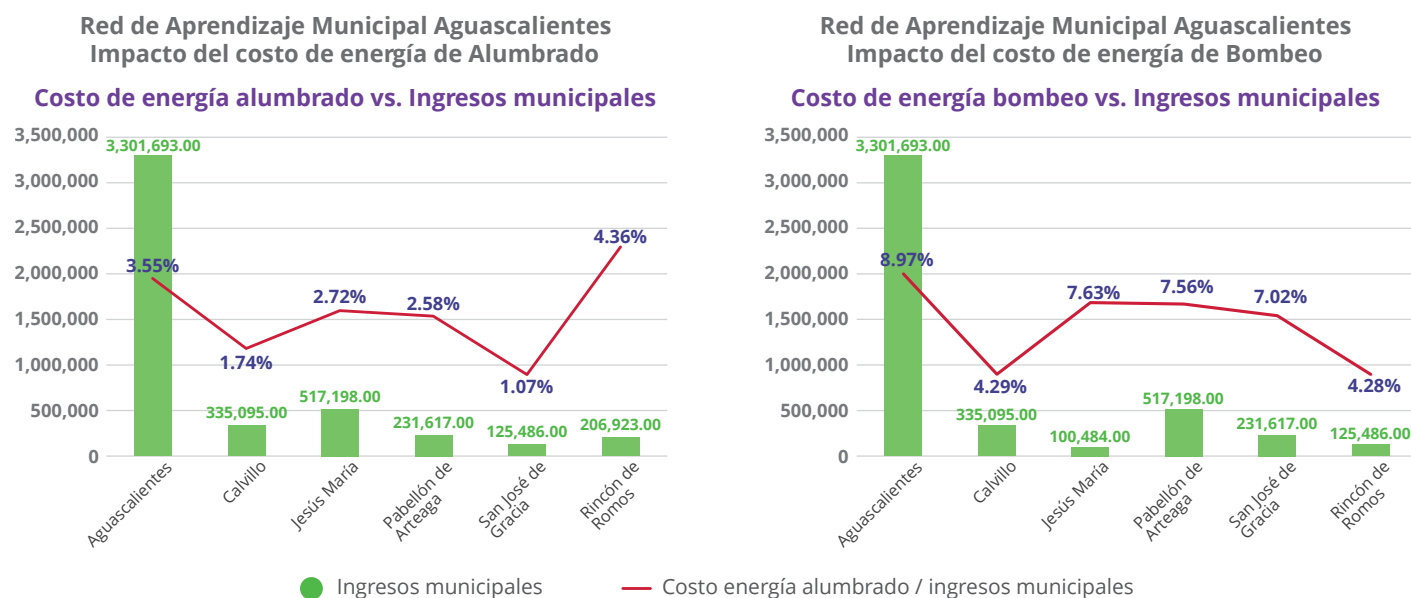 Red de Aprendizaje Municipal Aguascalientes
Impacto del costo de energía de Alumbrado
Costo de energía alumbrado vs. Ingresos municipales
3,500,000
3,000,000
2,500,000
2,000,000
1,500,000
1,000,000
500,000
0
3,301,693.00
335,095.00
517,198.00
231,617.00
125,486.00
206,923.00
3.55%
1.74%
2.72%
2.58%
1.07%
4.36%
Aguascalientes
Calvillo
Jesús María
Pabellón de
Arteaga
San José de
Gracia
Rincón de
Romos
Red de Aprendizaje Municipal Aguascalientes
Impacto del costo de energía de Bombeo
Costo de energía bombeo vs. Ingresos municipales
3,500,000
3,000,000
2,500,000
2,000,000
1,500,000
1,000,000
500,000
0
3,301,693.00
335,095.00
100,484.00
517,198.00
231,617.00
125,486.00
8.97%
4.29%
7.63%
7.56%
7.02%
4.28%
Aguascalientes
Calvillo
Jesús María
Pabellón de
Arteaga
San José de
Gracia
Rincón de
Romos
Ingresos municipales
Costo energía alumbrado / ingresos municipales